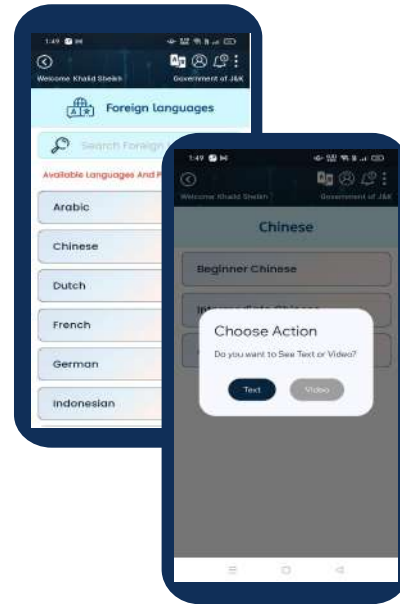 1:49
Welcome Khalid Sheikh
Government of J&K
Foreign languages
Search Foreign
Available Languages And P
Arabic
Chinese
Dutch
French
German
Indonesian
1:49
Welcome Khalid Sheikh
Government of J&K
Chinese
Beginner Chinese
Intermediate Chinese
Choose Action
Do you want to See Text or Video?
Text
Video